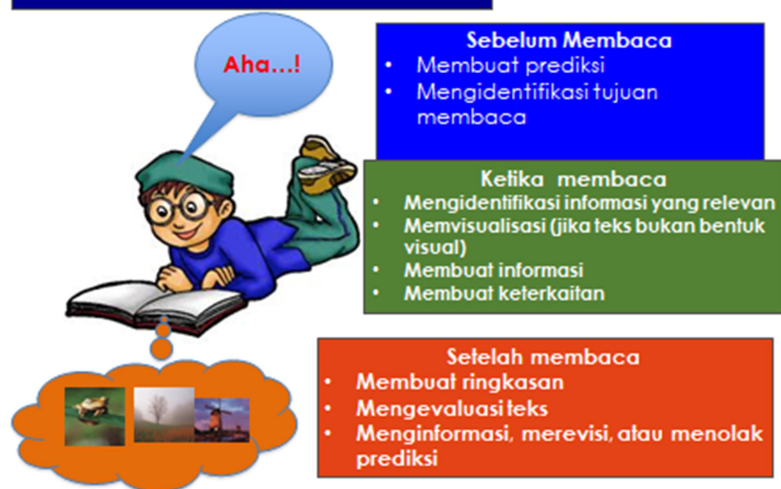 Aha...!
Sebelum Membaca
• Membuat prediksi
• Mengidentifikasi tujuan
membaca
Ketika membaca
• Mengidentifikasi informasi yang relevan
• Memvisualisasi (jika teks bukan bentuk
visual)
• Membuat informasi
• Membuat keterkaitan
Setelah membaca
• Membuat ringkasan
• Mengevaluasi teks
• Menginformasi, merevisi, atau menolak
prediksi